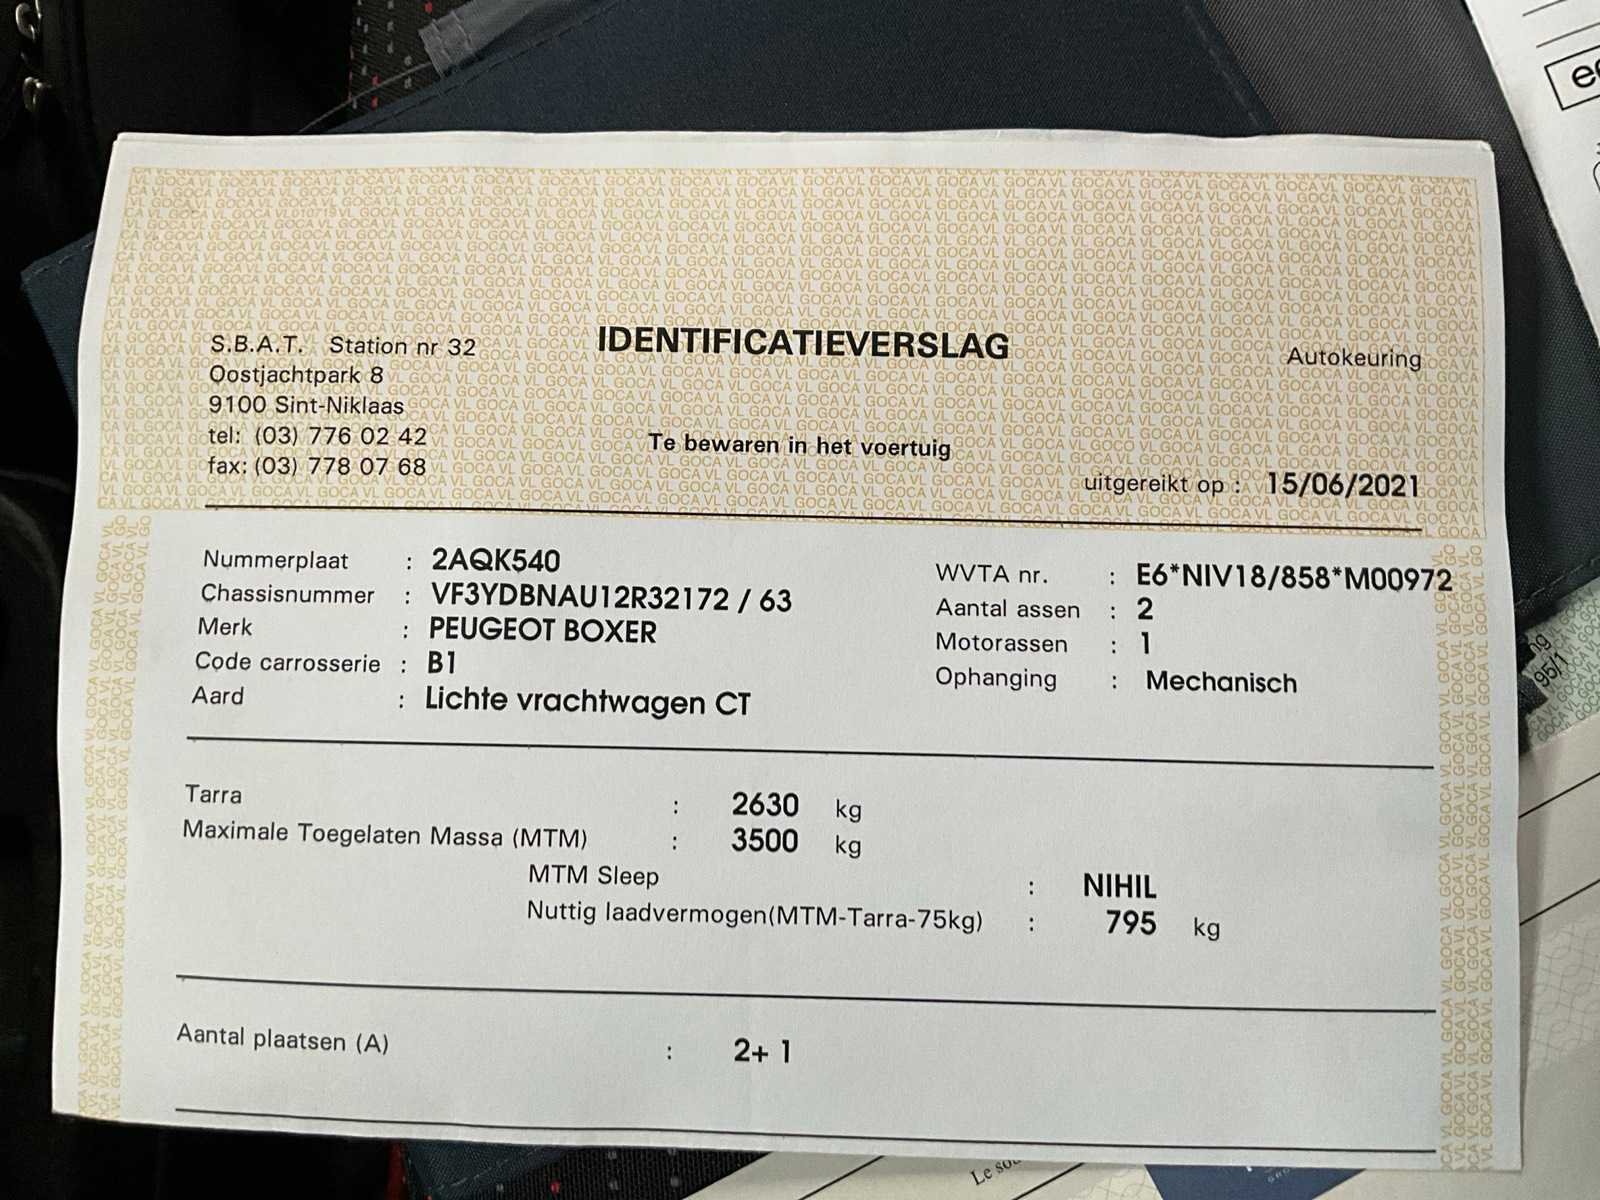 S.B.A.T. Station nr 32
Oostjachtpark 8
9100 Sint-Niklaas
tel: (03) 776 02 42
fax: (03) 778 07 68
IDENTIFICATIEVERSLAG
Te bewaren in het voertuig
Autokeuring
uitgereikt op : 15/06/2021
Nummerplaat : 2AQK540
Chassisnummer : VF3YDBNAU12R32172 / 63
Merk : PEUGEOT BOXER
Code carrosserie : B1
Aard : Lichte vrachtwagen CT
WVTA nr. : E6*NIV18/858*M00972
Aantal assen : 2
Motorassen : 1
Ophanging : Mechanisch
Tarra : 2630 kg
Maximale Toegelaten Massa (MTM) : 3500 kg
MTM Sleep : NIHIL
Nuttig laadvermogen(MTM-Tarra-75kg) : 795 kg
Aantal plaatsen (A) : 2+ 1
95/1
Le